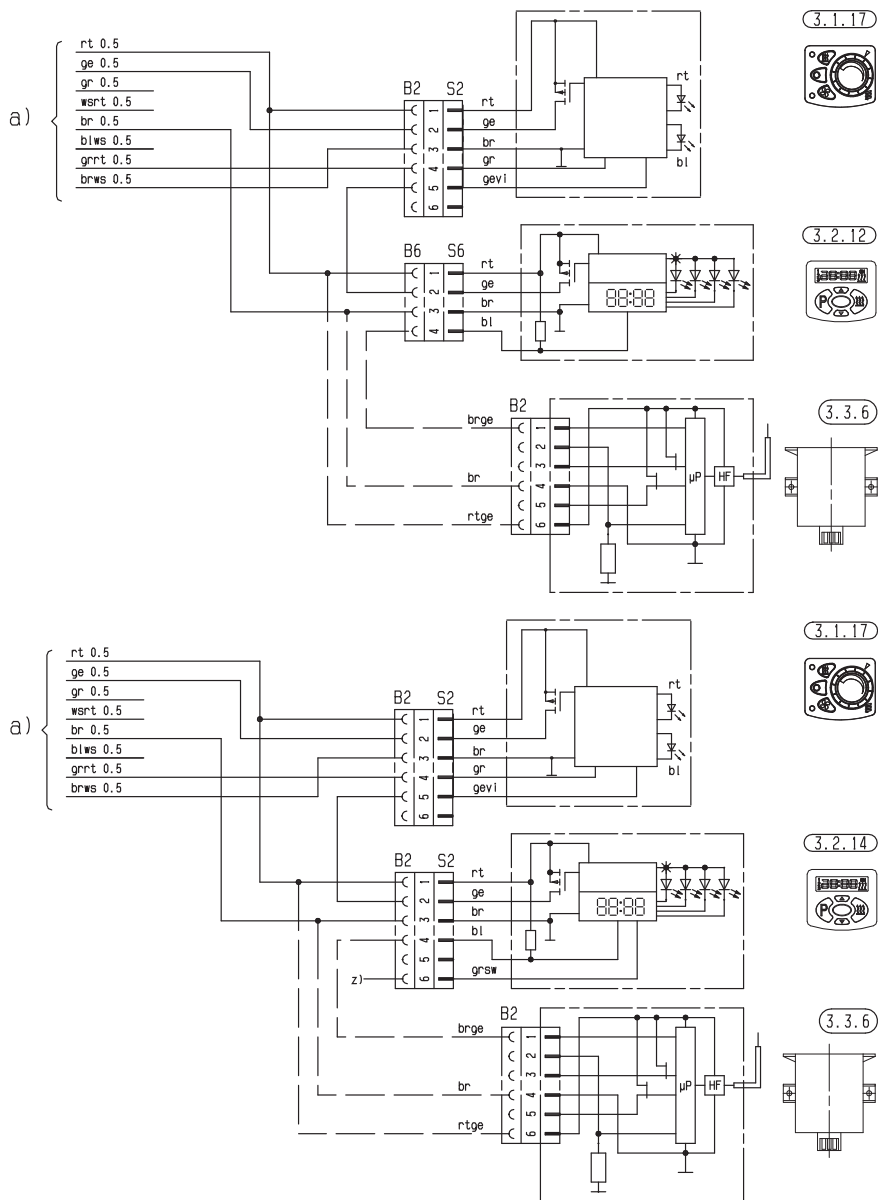 3.1.17
a)
rt 0.5
ge 0.5
gr 0.5
wsrt 0.5
br 0.5
blws 0.5
grrt 0.5
brws 0.5
B2 S2
1 rt
2 ge
3 br
4 gr
5 gevi
6
rt
bl
3.2.12
B6 S6
1 rt
2 ge
3 br
4 bl
88:88
88:88
P
3.3.6
B2
brge 1
2
3
br 4
5
rtge 6
µP
HF
3.1.17
a)
rt 0.5
ge 0.5
gr 0.5
wsrt 0.5
br 0.5
blws 0.5
grrt 0.5
brws 0.5
B2 S2
1 rt
2 ge
3 br
4 gr
5 gevi
6
rt
bl
3.2.14
B2 S2
1 rt
2 ge
3 br
4 bl
5
z) 6 grsw
88:88
88:88
P
3.3.6
B2
brge 1
2
3
br 4
5
rtge 6
µP
HF